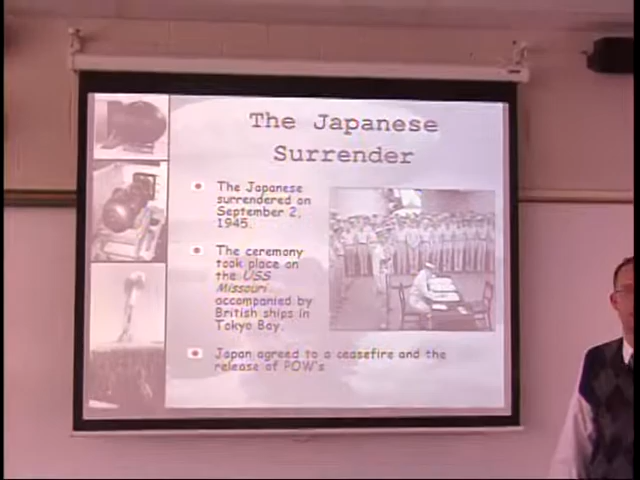 The Japanese
Surrender
The Japanese
surrendered on
September 2,
1945.
The ceremony
took place on
the USS
Missouri
accompanied by
British ships in
Tokyo Bay.
Japan agreed to a ceasefire and the
release of POW's